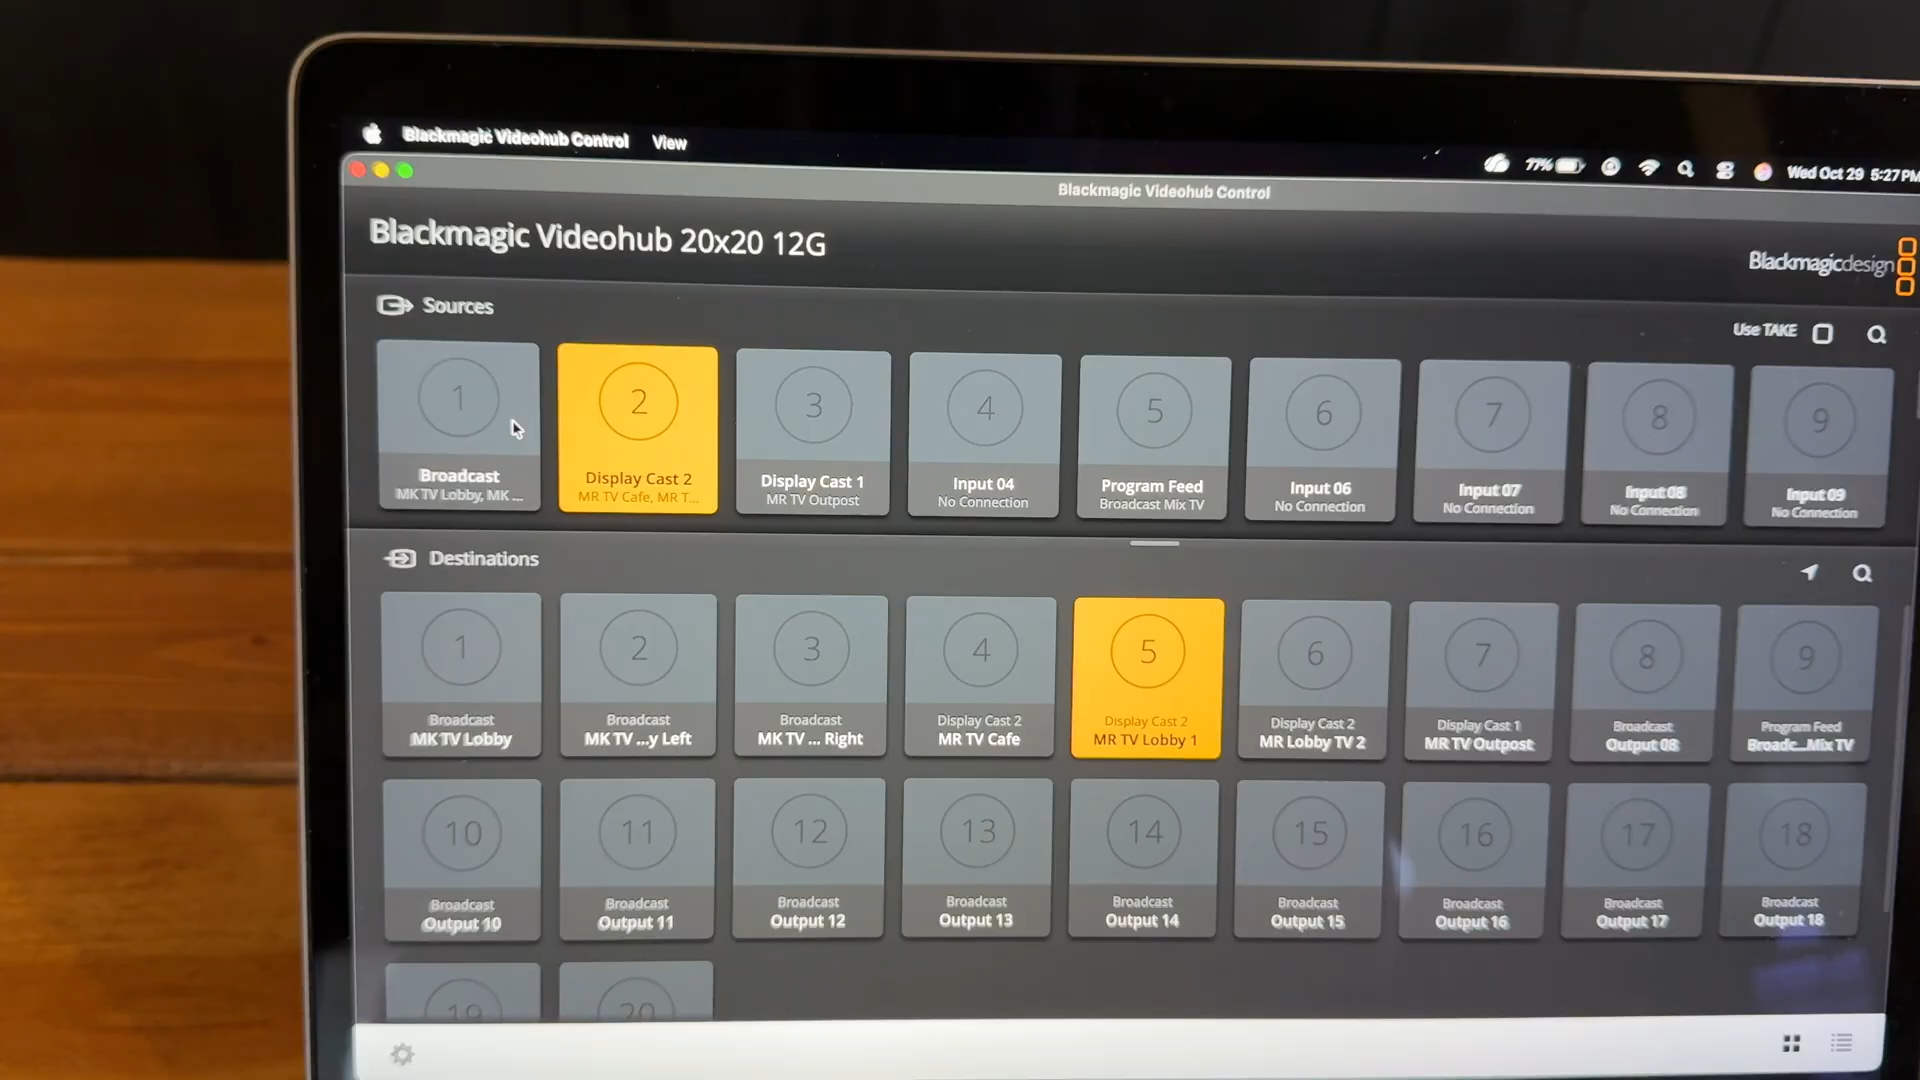 Blackmagic Videohub Control View
77% Wed Oct 29 5:27 PM
Blackmagic Videohub Control
Blackmagic Videohub 20x20 12G
Blackmagicdesign
Sources
Use TAKE
1 2 3 4 5 6 7 8 9
Broadcast Display Cast 2 Display Cast 1 Input 04 Program Feed Input 06 Input 07 Input 08 Input 09
MK TV Lobby, MK ... MR TV Cafe, MR T... MR TV Outpost No Connection Broadcast Mix TV No Connection No Connection No Connection No Connection
Destinations
1 2 3 4 5 6 7 8 9
Broadcast Broadcast Broadcast Display Cast 2 Display Cast 2 Display Cast 2 Display Cast 1 Broadcast Program Feed
MK TV Lobby MK TV ...y Left MK TV ... Right MR TV Cafe MR TV Lobby 1 MR Lobby TV 2 MR TV Outpost Output 08 Broadc...Mix TV
10 11 12 13 14 15 16 17 18
Broadcast Broadcast Broadcast Broadcast Broadcast Broadcast Broadcast Broadcast Broadcast
Output 10 Output 11 Output 12 Output 13 Output 14 Output 15 Output 16 Output 17 Output 18
19 20